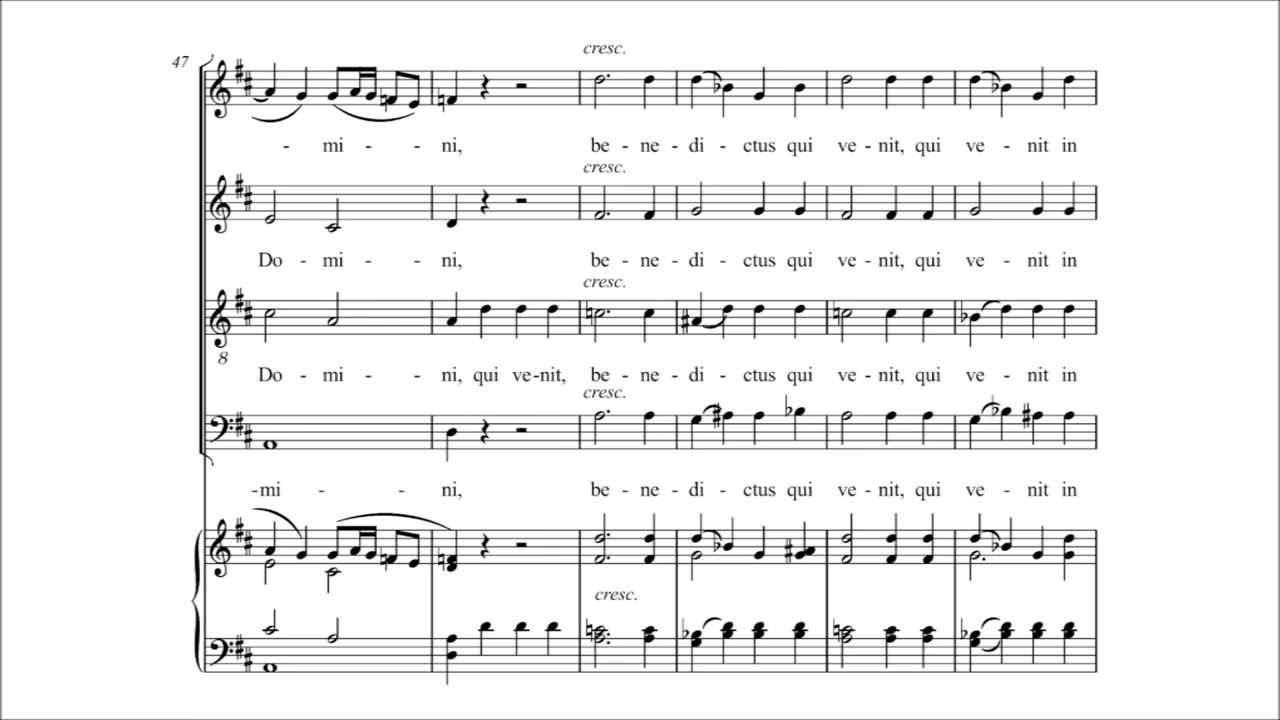 47
cresc.
- mi - - ni, be - ne - di - ctus qui ve - nit, qui ve - nit in
cresc.
Do - mi - - ni, be - ne - di - ctus qui ve - nit, qui ve - nit in
cresc.
8
Do - mi - - ni, qui ve-nit, be - ne - di - ctus qui ve - nit, qui ve - nit in
cresc.
-mi - - ni, be - ne - di - ctus qui ve - nit, qui ve - nit in
cresc.